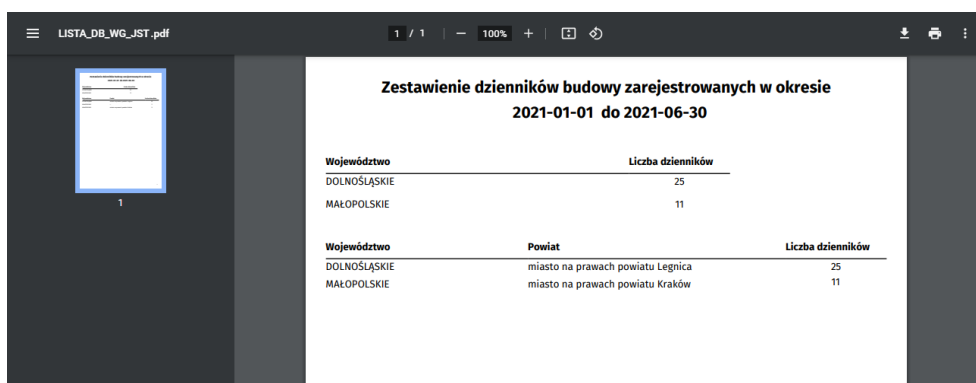 LISTA_DB_WG_JST.pdf
1 / 1
100%
1
Zestawienie dzienników budowy zarejestrowanych w okresie
2021-01-01 do 2021-06-30
Województwo Liczba dzienników
DOLNOŚLĄSKIE 25
MAŁOPOLSKIE 11
Województwo Powiat Liczba dzienników
DOLNOŚLĄSKIE miasto na prawach powiatu Legnica 25
MAŁOPOLSKIE miasto na prawach powiatu Kraków 11